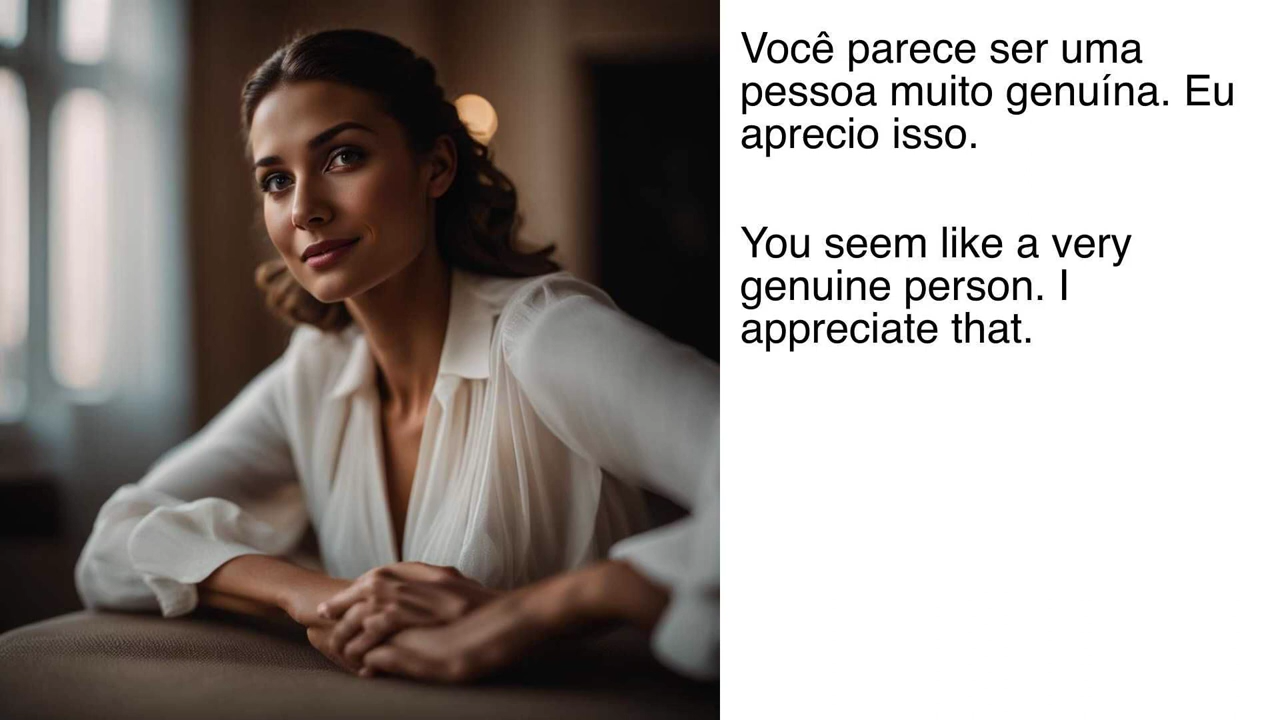 Você parece ser uma
pessoa muito genuína. Eu
aprecio isso.
You seem like a very
genuine person. I
appreciate that.